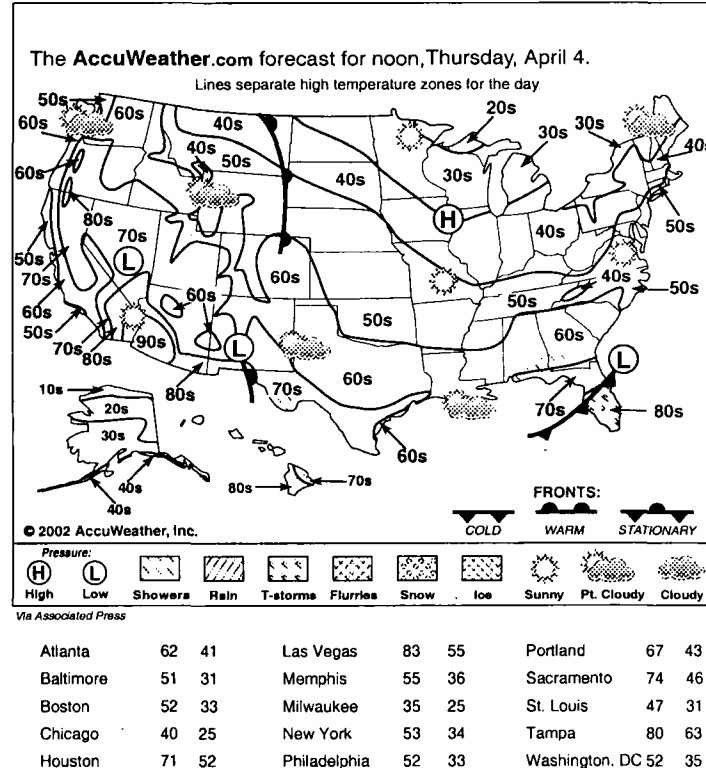 The AccuWeather.com forecast for noon, Thursday, April 4.
Lines separate high temperature zones for the day
50s 60s 40s 20s
60s 30s 30s
40s 50s 40s
60s 40s 30s
80s 50s
70s 40s
50s 60s 40s
70s 60s 50s
60s 50s 50s
50s 90s 60s
70s 60s
80s 80s 70s 70s 80s
10s
20s 60s
30s
40s 80s 70s
40s
H
L
L
L
FRONTS:
COLD WARM STATIONARY
© 2002 AccuWeather, Inc.
Pressure:
H L
High Low Showers Rain T-storms Flurries Snow Ice Sunny Pt. Cloudy Cloudy
Via Associated Press
Atlanta 62 41 Las Vegas 83 55 Portland 67 43
Baltimore 51 31 Memphis 55 36 Sacramento 74 46
Boston 52 33 Milwaukee 35 25 St. Louis 47 31
Chicago 40 25 New York 53 34 Tampa 80 63
Houston 71 52 Philadelphia 52 33 Washington, DC 52 35